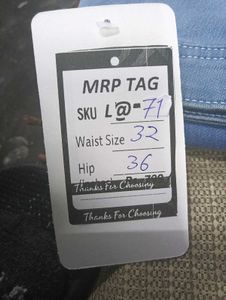 MRP TAG
SKU L@-71
Waist Size 32
Hip 36
Thanks For Choosing
Thanks For Choosing